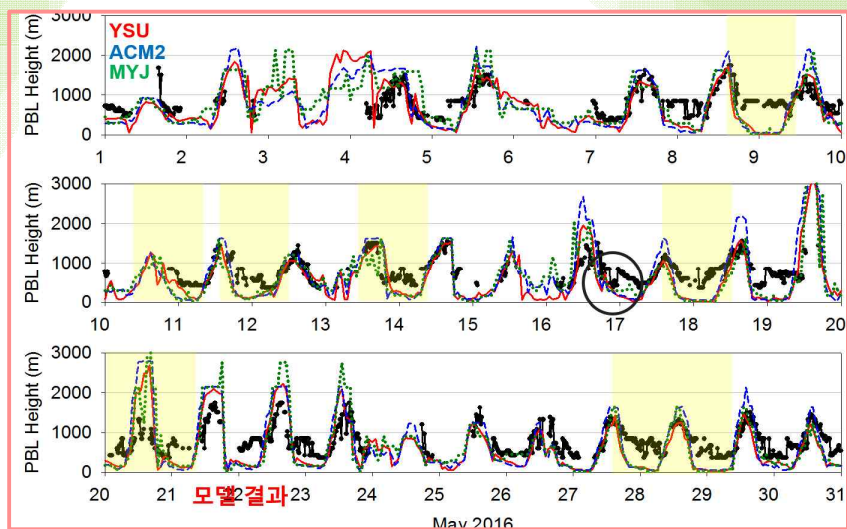 PBL Height (m)
3000
2000
1000
0
YSU
ACM2
MYJ
1 2 3 4 5 6 7 8 9 10
PBL Height (m)
3000
2000
1000
0
10 11 12 13 14 15 16 17 18 19 20
PBL Height (m)
3000
2000
1000
0
20 21 22 23 24 25 26 27 28 29 30 31
모델 결과
May 2016